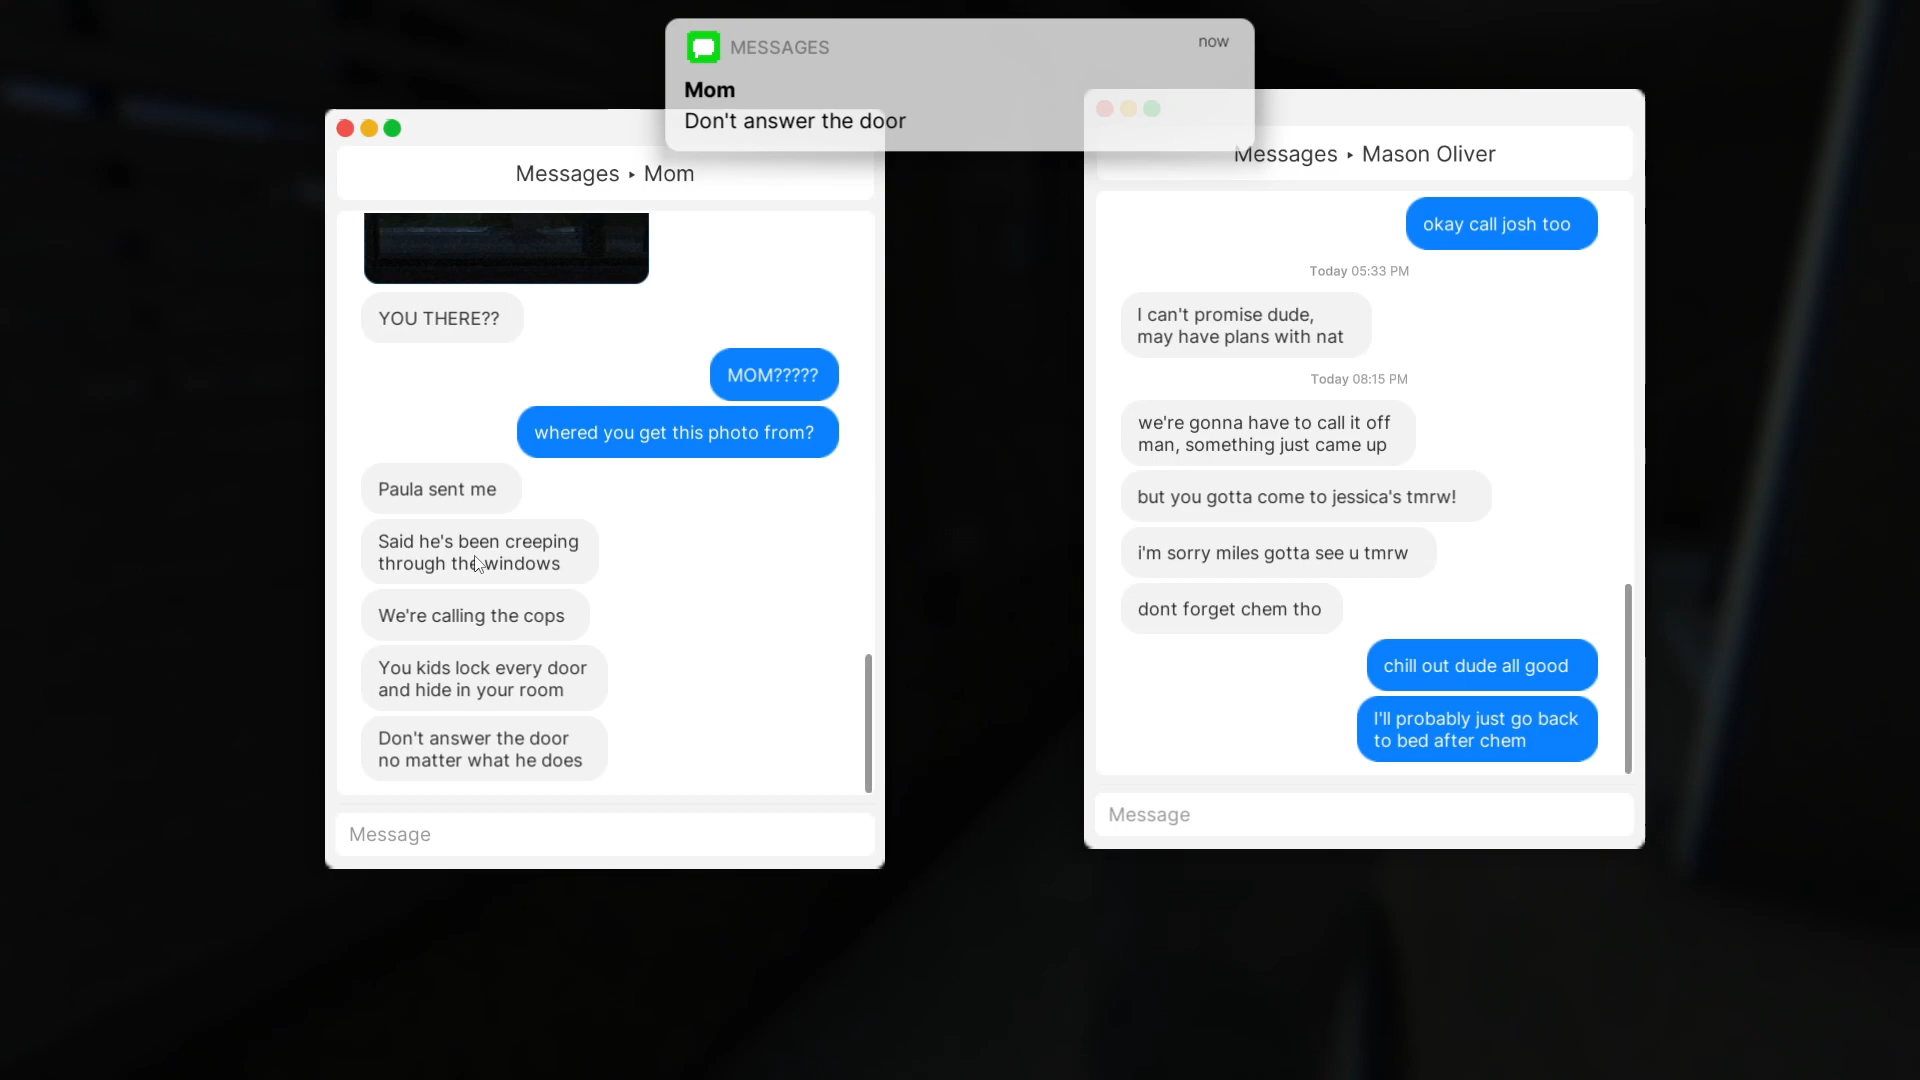 MESSAGES
now
Mom
Don't answer the door
Messages ‣ Mom
YOU THERE??
MOM?????
whered you get this photo from?
Paula sent me
Said he's been creeping
through the windows
We're calling the cops
You kids lock every door
and hide in your room
Don't answer the door
no matter what he does
Message
Messages ‣ Mason Oliver
okay call josh too
Today 05:33 PM
I can't promise dude,
may have plans with nat
Today 08:15 PM
we're gonna have to call it off
man, something just came up
but you gotta come to jessica's tmrw!
i'm sorry miles gotta see u tmrw
dont forget chem tho
chill out dude all good
I'll probably just go back
to bed after chem
Message